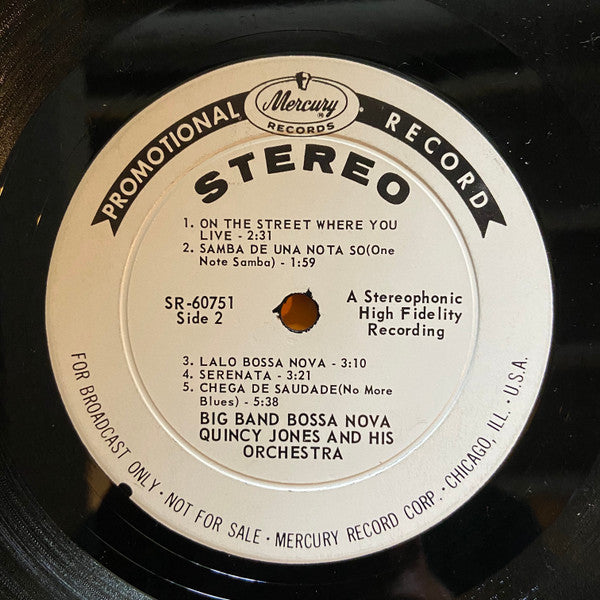 PROMOTIONAL RECORD
Mercury
®
RECORDS
STEREO
1. ON THE STREET WHERE YOU
LIVE - 2:31
2. SAMBA DE UNA NOTA SO(One
Note Samba) - 1:59
SR-60751
Side 2
A Stereophonic
High Fidelity
Recording
3. LALO BOSSA NOVA - 3:10
4. SERENATA - 3:21
5. CHEGA DE SAUDADE(No More
Blues) - 5:38
BIG BAND BOSSA NOVA
QUINCY JONES AND HIS
ORCHESTRA
FOR BROADCAST ONLY • NOT FOR SALE • MERCURY RECORD CORP. • CHICAGO, ILL. • U.S.A.